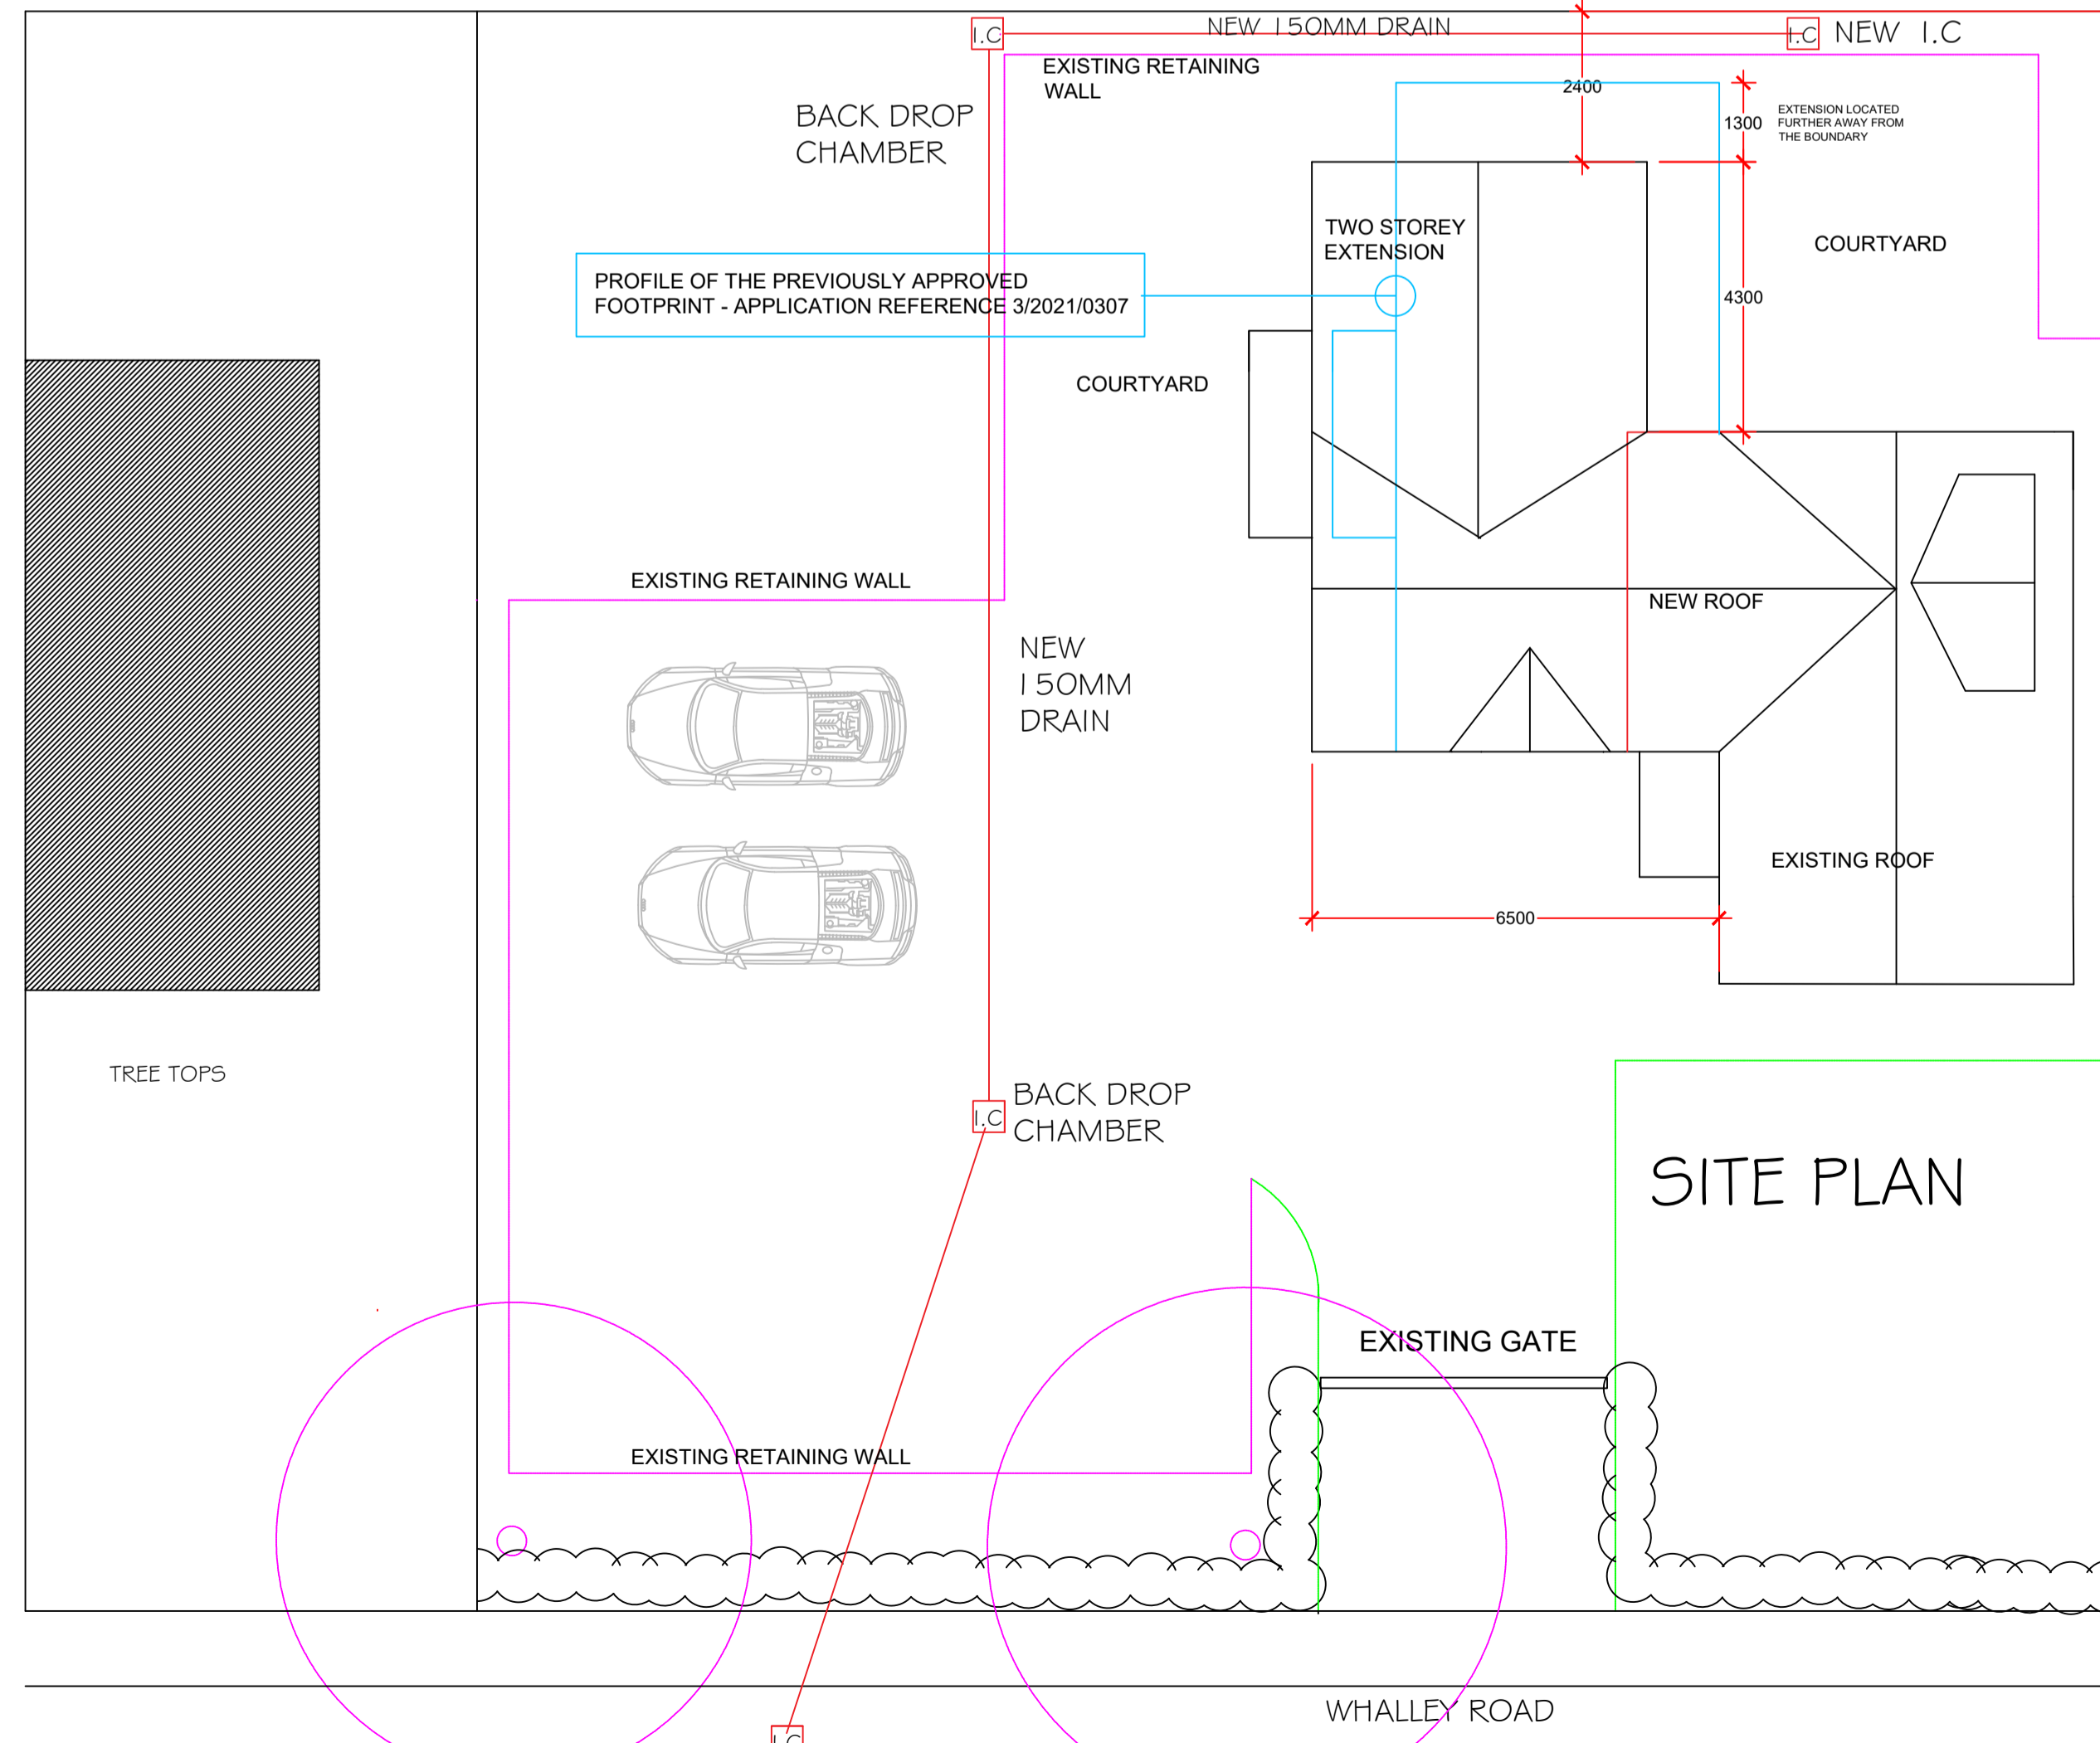 I.C
NEW 150MM DRAIN
I.C
NEW I.C
EXISTING RETAINING
WALL
2400
BACK DROP
CHAMBER
1300
EXTENSION LOCATED
FURTHER AWAY FROM
THE BOUNDARY
TWO STOREY
EXTENSION
COURTYARD
PROFILE OF THE PREVIOUSLY APPROVED
FOOTPRINT - APPLICATION REFERENCE 3/2021/0307
4300
COURTYARD
EXISTING RETAINING WALL
NEW ROOF
NEW
150MM
DRAIN
EXISTING ROOF
6500
TREE TOPS
BACK DROP
CHAMBER
I.C
SITE PLAN
EXISTING GATE
EXISTING RETAINING WALL
WHALLEY ROAD
I.C